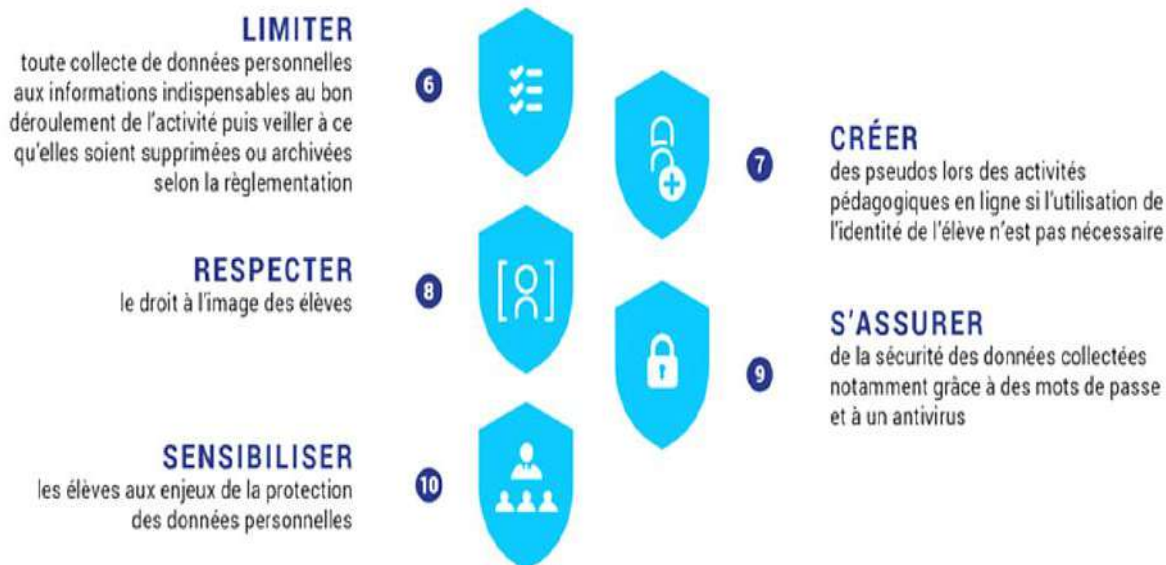 LIMITER
toute collecte de données personnelles
aux informations indispensables au bon
déroulement de l'activité puis veiller à ce
qu'elles soient supprimées ou archivées
selon la règlementation
6
7
CRÉER
des pseudos lors des activités
pédagogiques en ligne si l'utilisation de
l'identité de l'élève n'est pas nécessaire
RESPECTER
le droit à l'image des élèves
8
9
S'ASSURER
de la sécurité des données collectées
notamment grâce à des mots de passe
et à un antivirus
SENSIBILISER
les élèves aux enjeux de la protection
des données personnelles
10